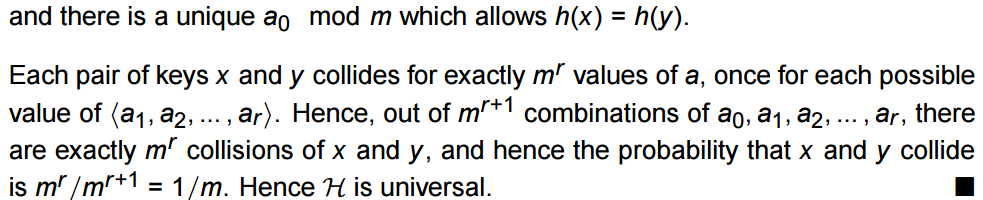 and there is a unique a₀ mod m which allows h(x) = h(y).
Each pair of keys x and y collides for exactly mʳ values of a, once for each possible
value of ⟨a₁, a₂, ... , aᵣ⟩. Hence, out of mʳ⁺¹ combinations of a₀, a₁, a₂, ... , aᵣ, there
are exactly mʳ collisions of x and y, and hence the probability that x and y collide
is mʳ/mʳ⁺¹ = 1/m. Hence ℋ is universal. ■